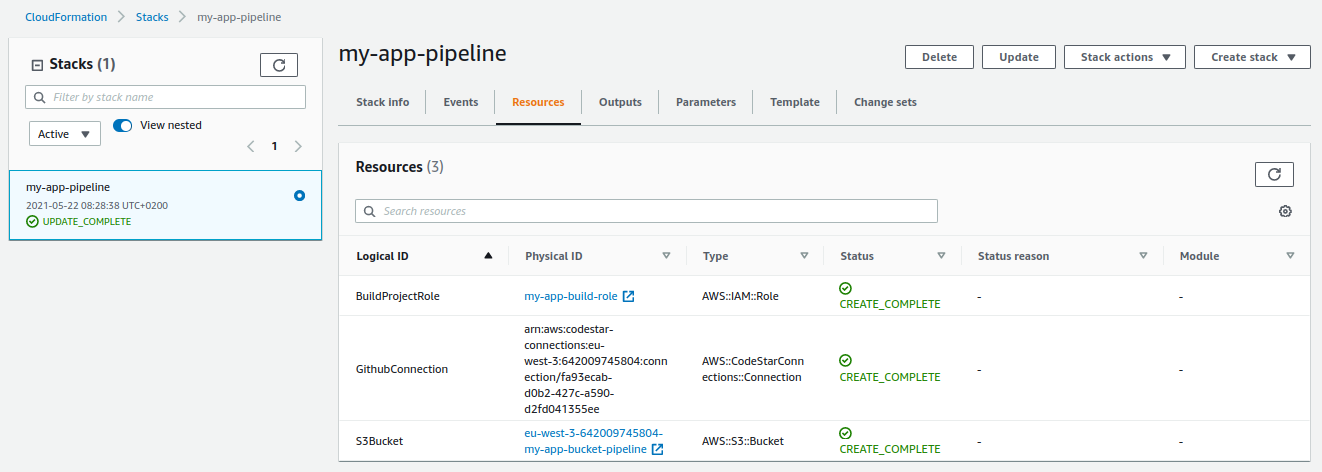 CloudFormation > Stacks > my-app-pipeline
Stacks (1)
Filter by stack name
Active
View nested
1
my-app-pipeline
2021-05-22 08:28:38 UTC+0200
UPDATE_COMPLETE
my-app-pipeline
Delete
Update
Stack actions
Create stack
Stack info
Events
Resources
Outputs
Parameters
Template
Change sets
Resources (3)
Search resources
Logical ID
Physical ID
Type
Status
Status reason
Module
BuildProjectRole
my-app-build-role
AWS::IAM::Role
CREATE_COMPLETE
-
-
GithubConnection
arn:aws:codestar-
connections:eu-
west-3:642009745804:conn
ection/fa93ecab-
d0b2-427c-a590-
d2fd041355ee
AWS::CodeStarConn
ections::Connection
CREATE_COMPLETE
-
-
S3Bucket
eu-west-3-642009745804-
my-app-bucket-pipeline
AWS::S3::Bucket
CREATE_COMPLETE
-
-